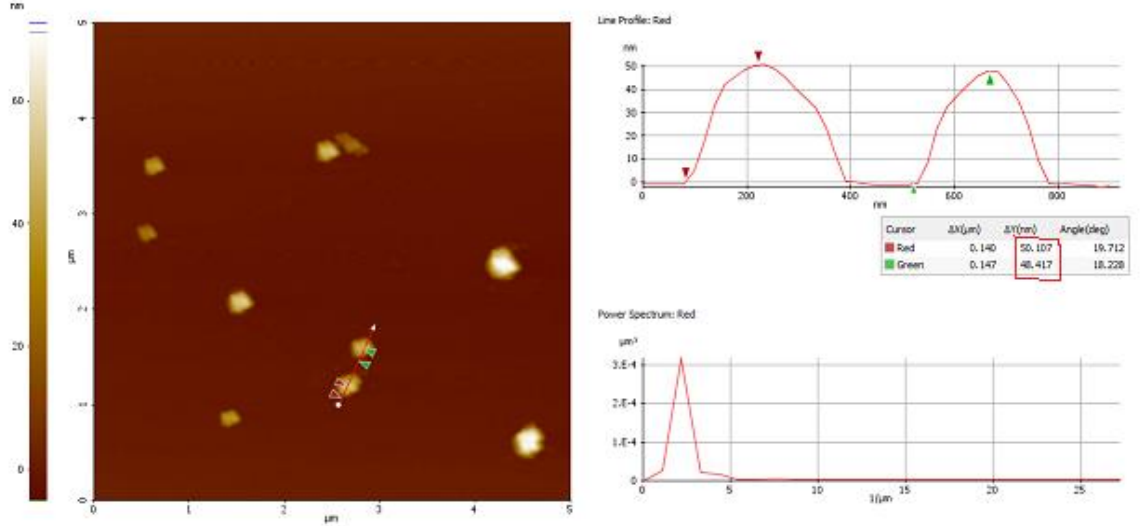 nm
60
40
20
0
5
4
3
2
1
0
μm
0 1 2 3 4 5
μm
Line Profile: Red
nm
50
40
30
20
10
0
0 200 400 600 800
nm
Cursor ΔX(μm) ΔY(nm) Angle(deg)
Red 0.140 50.107 19.712
Green 0.147 48.417 18.228
Power Spectrum: Red
μm³
3.E-4
2.E-4
1.E-4
0
0 5 10 15 20 25
1/μm